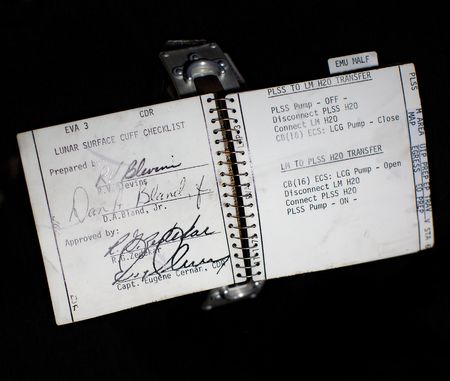 EVA 3 CDR
LUNAR SURFACE CUFF CHECKLIST
Prepared by:
R.V. Blevins
Dan A. Bland, Jr.
D.A.Bland, Jr.
Approved by:
R.G.
Capt. Eugene Cernan, CDR
EMU MALF
PLSS TO LM H2O TRANSFER
PLSS Pump - OFF -
Disconnect PLSS H2O
Connect LM H2O
CB(16) ECS: LCG Pump - Close
LM TO PLSS H2O TRANSFER
CB(16) ECS: LCG Pump - Open
Disconnect LM H2O
Connect PLSS H2O
PLSS Pump - ON -
PLSS
MAP
STA